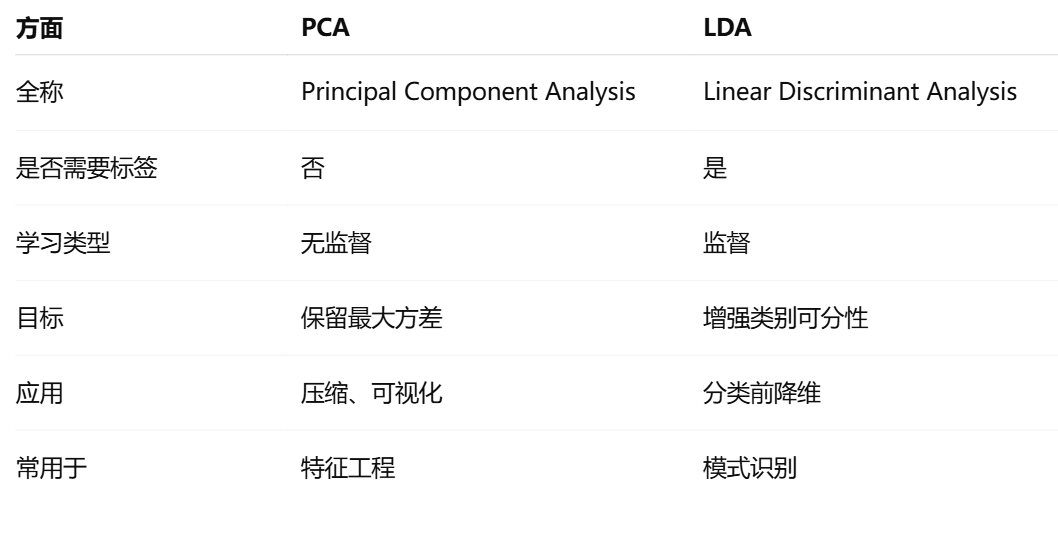 方面 PCA LDA
全称 Principal Component Analysis Linear Discriminant Analysis
是否需要标签 否 是
学习类型 无监督 监督
目标 保留最大方差 增强类别可分性
应用 压缩、可视化 分类前降维
常用于 特征工程 模式识别